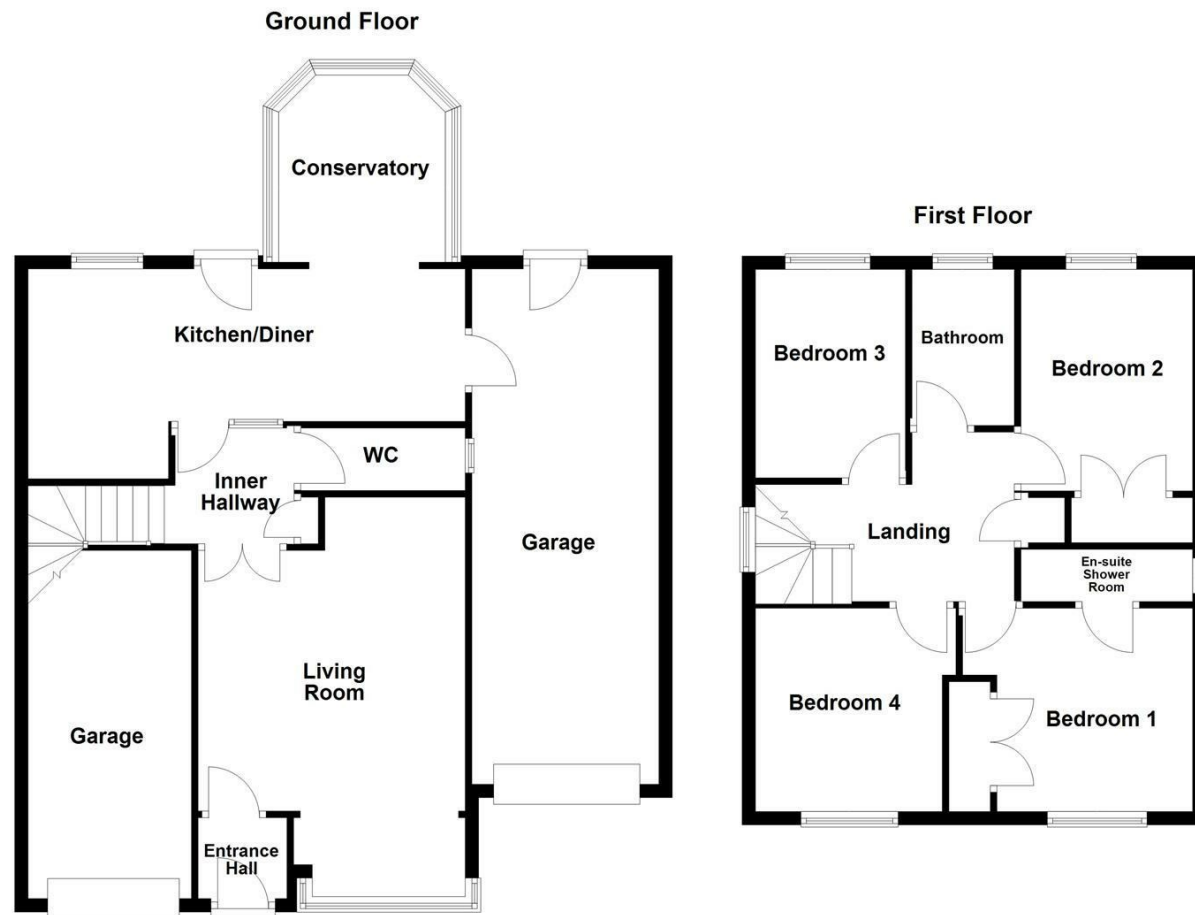 Ground Floor
Conservatory
Kitchen/Diner
WC
Inner
Hallway
Garage
Living
Room
Garage
Entrance
Hall
First Floor
Bedroom 3
Bathroom
Bedroom 2
Landing
En-suite
Shower
Room
Bedroom 4
Bedroom 1